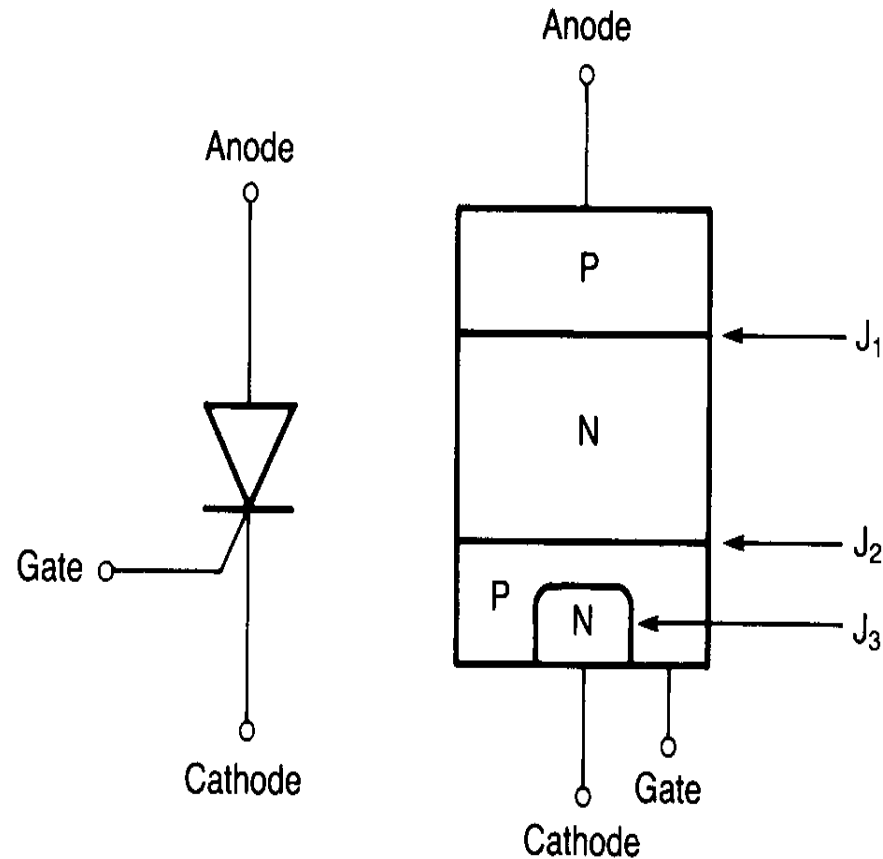 Anode
Gate
Cathode
Anode
P
J₁
N
J₂
P
N
J₃
Cathode
Gate